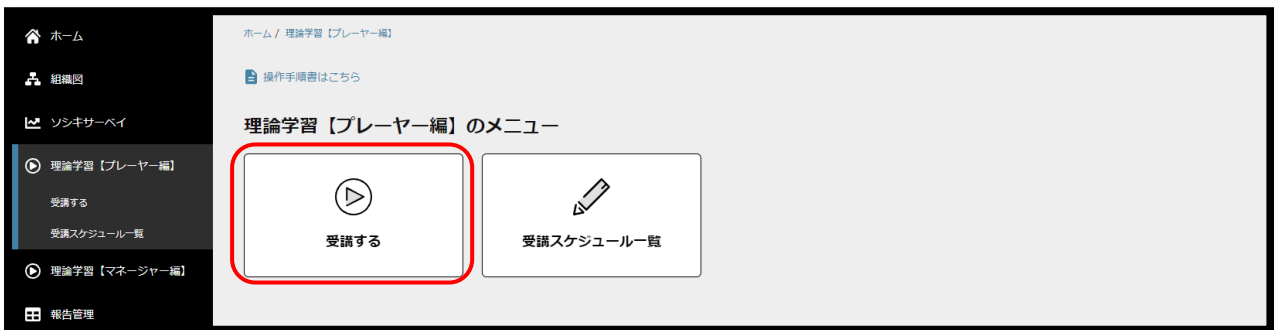 ホーム
組織図
ソシキサーベイ
理論学習【プレーヤー編】
受講する
受講スケジュール一覧
理論学習【マネージャー編】
報告管理
ホーム / 理論学習【プレーヤー編】
操作手順書はこちら
理論学習【プレーヤー編】のメニュー
受講する
受講スケジュール一覧